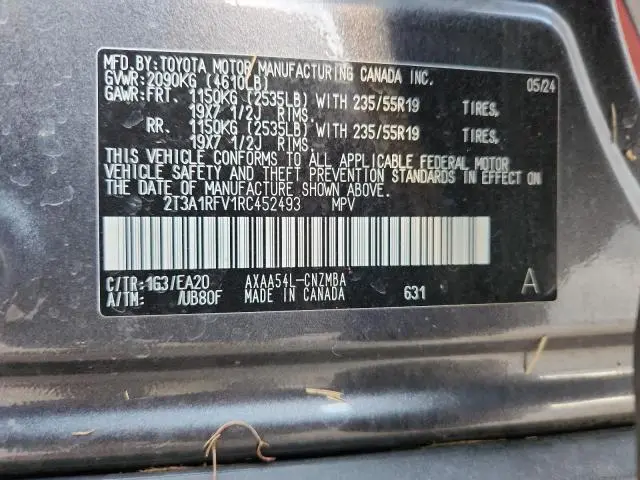 MFD.BY:TOYOTA MOTOR MANUFACTURING CANADA INC.
GVWR:2090KG (4610LB) 05/24
GAWR:FRT. 1150KG (2535LB) WITH 235/55R19 TIRES,
19X7 1/2J RIMS.
RR. 1150KG (2535LB) WITH 235/55R19 TIRES,
19X7 1/2J RIMS.
THIS VEHICLE CONFORMS TO ALL APPLICABLE FEDERAL MOTOR
VEHICLE SAFETY AND THEFT PREVENTION STANDARDS IN EFFECT ON
THE DATE OF MANUFACTURE SHOWN ABOVE.
2T3A1RFV1RC452493 MPV
C/TR:1G3/EA20 AXAA54L-CNZMBA A
A/TM: /UB80F MADE IN CANADA 631